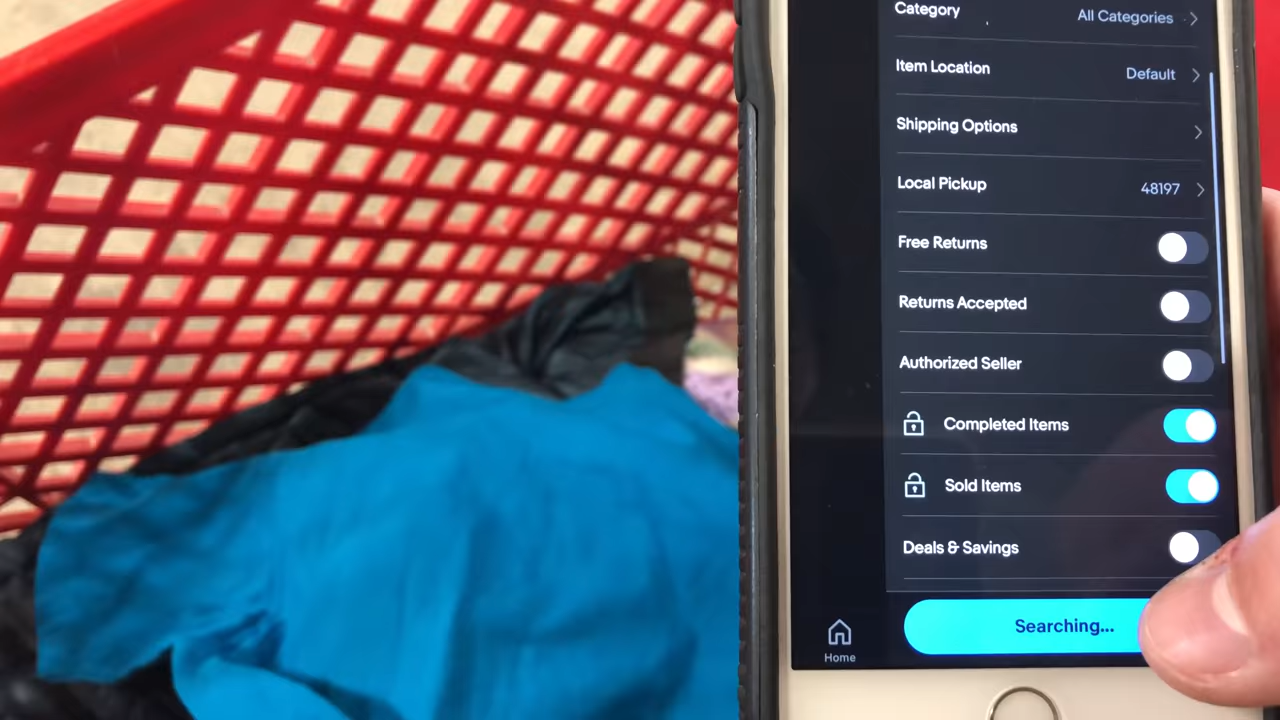 Category All Categories
Item Location Default
Shipping Options
Local Pickup 48197
Free Returns
Returns Accepted
Authorized Seller
Completed Items
Sold Items
Deals & Savings
Searching...
Home